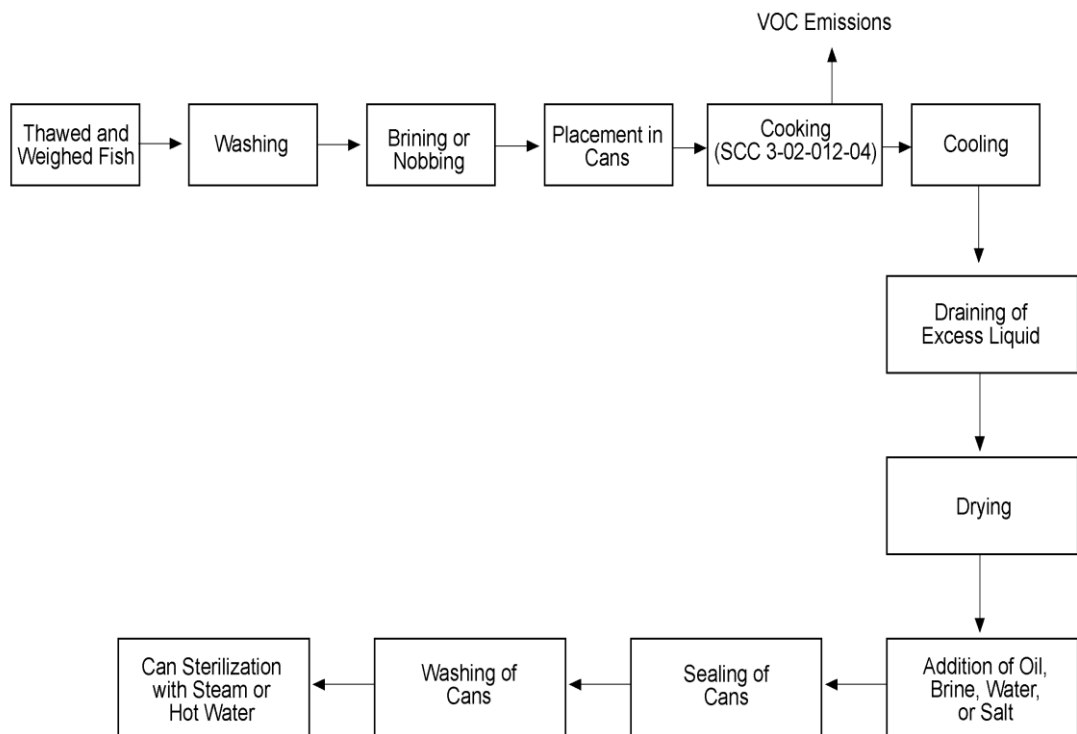 VOC Emissions
Thawed and
Weighed Fish
Washing
Brining or
Nobbing
Placement in
Cans
Cooking
(SCC 3-02-012-04)
Cooling
Draining of
Excess Liquid
Drying
Addition of Oil,
Brine, Water,
or Salt
Sealing of
Cans
Washing of
Cans
Can Sterilization
with Steam or
Hot Water